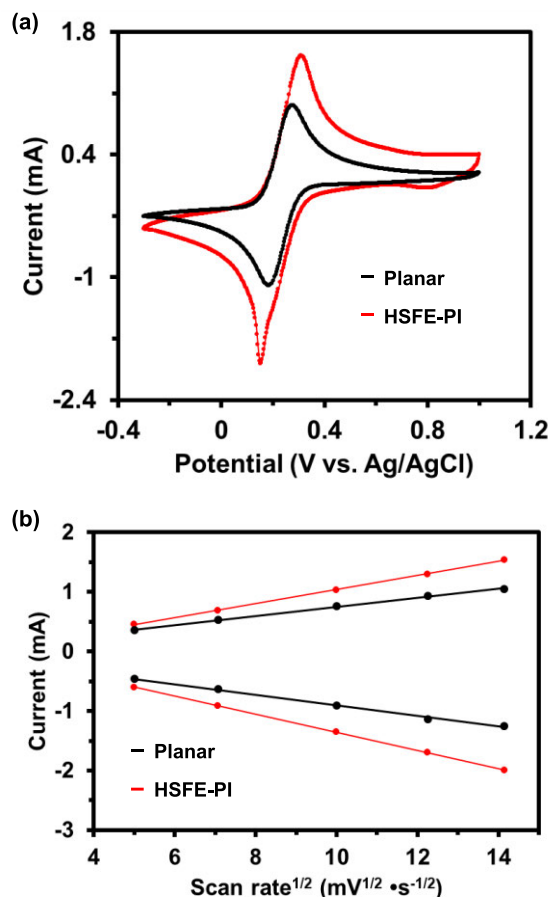 (a)
1.8
0.4
-1
-2.4
Current (mA)
Planar
HSFE-PI
-0.4
0
0.4
0.8
1.2
Potential (V vs. Ag/AgCl)
(b)
2
1
0
-1
-2
-3
Current (mA)
Planar
HSFE-PI
4
6
8
10
12
14
Scan rate¹/² (mV¹/² •s⁻¹/²)